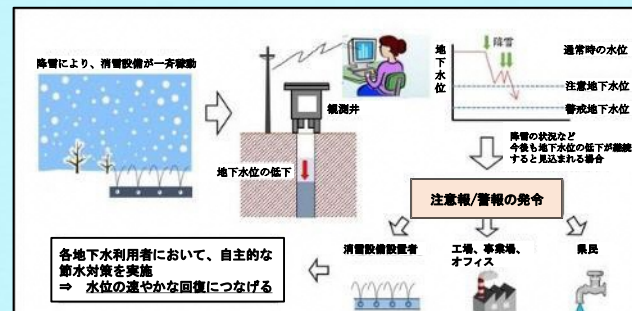 降雪により、消雪設備が一斉稼動
観測井
地下水位の低下
地下水位
降雪
通常時の水位
注意地下水位
警戒地下水位
降雪の状況など
今後も地下水位の低下が継続
すると見込まれる場合
注意報/警報の発令
消雪設備設置者
工場、事業場、
オフィス
県民
各地下水利用者において、自主的な
節水対策を実施
⇒ 水位の速やかな回復につなげる